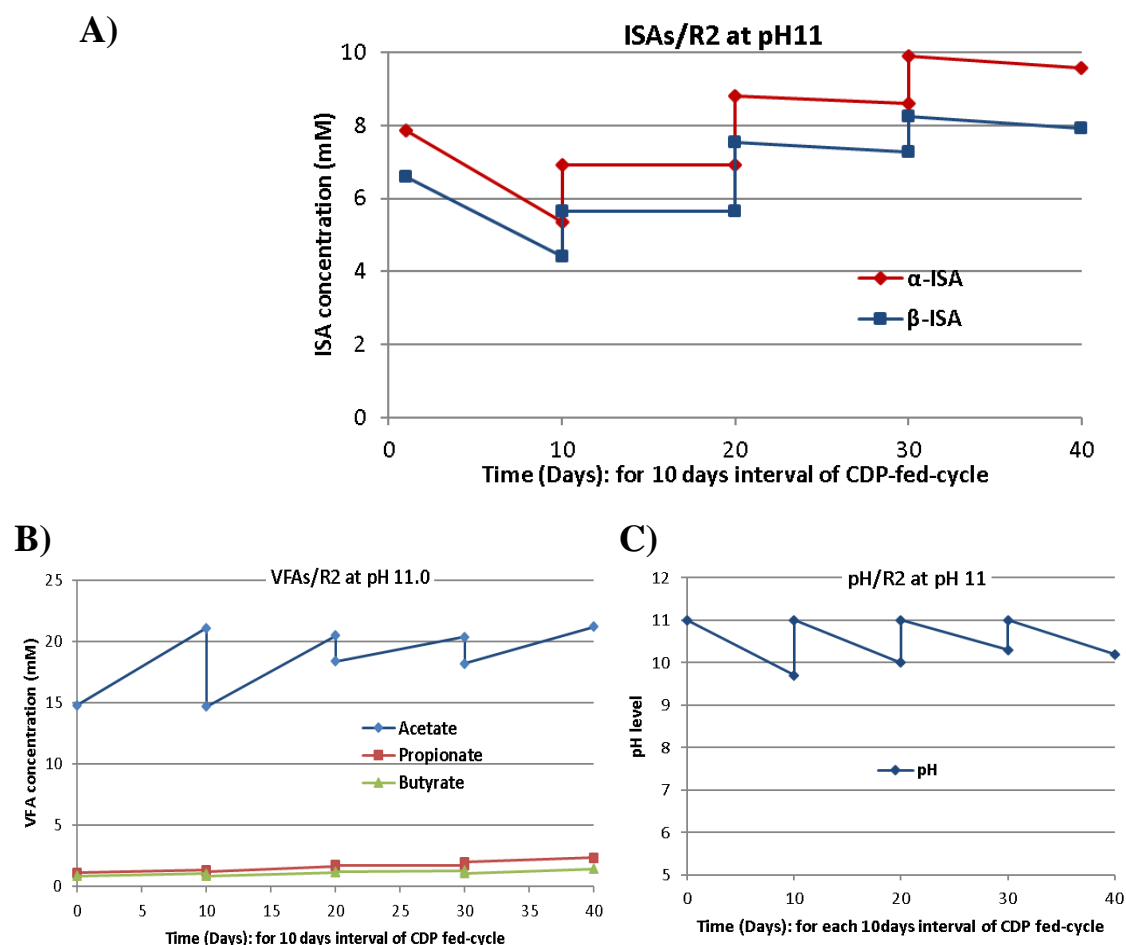 A)
ISAs/R2 at pH11
ISA concentration (mM)
10
8
6
4
2
0
α-ISA
β-ISA
0 10 20 30 40
Time (Days): for 10 days interval of CDP-fed-cycle
B)
VFAs/R2 at pH 11.0
VFA concentration (mM)
25
20
15
10
5
0
Acetate
Propionate
Butyrate
0 5 10 15 20 25 30 35 40
Time (Days): for 10 days interval of CDP fed-cycle
C)
pH/R2 at pH 11
pH level
12
11
10
9
8
7
6
5
pH
0 10 20 30 40
Time (Days): for each 10days interval of CDP fed-cycle